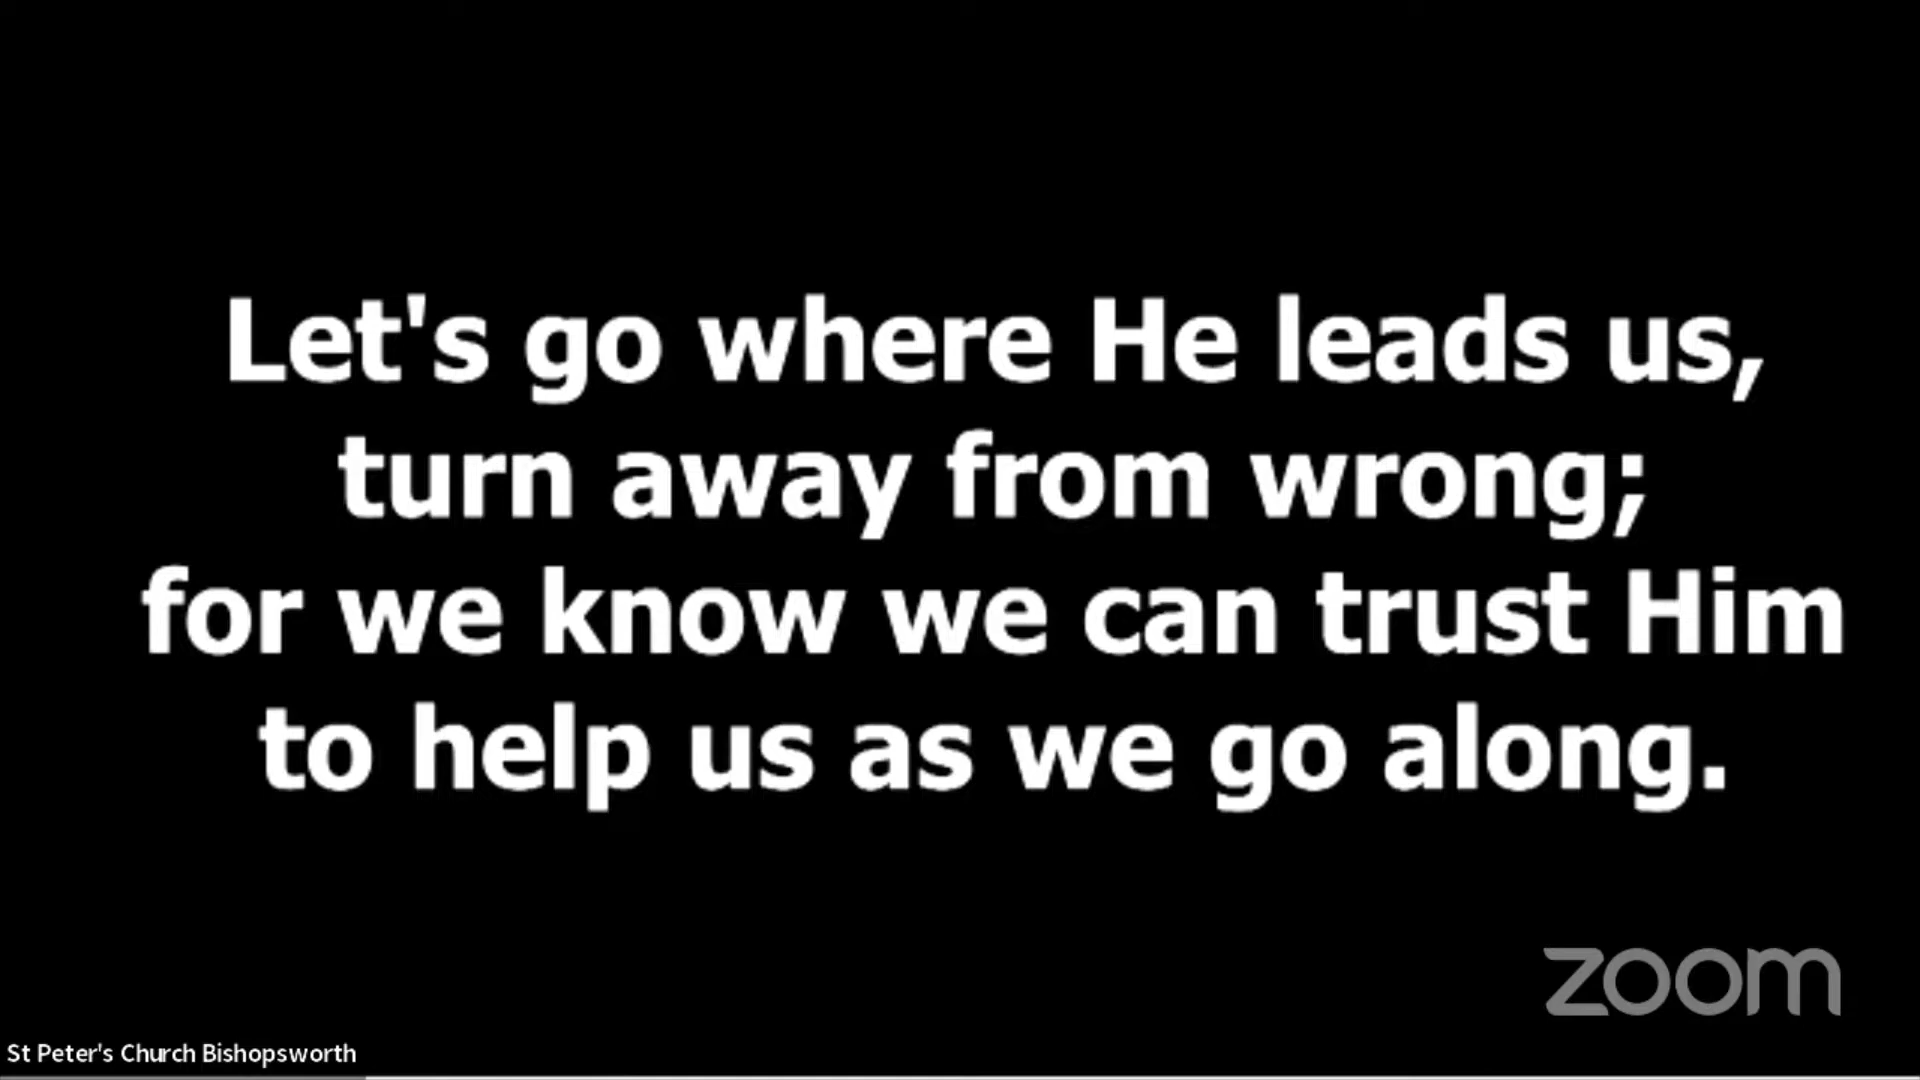 Let's go where He leads us,
turn away from wrong;
for we know we can trust Him
to help us as we go along.
zoom
St Peter's Church Bishopsworth